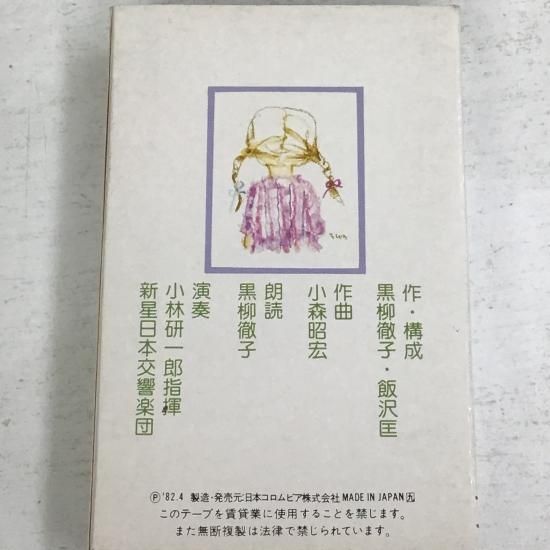 作・構成
黒柳徹子・飯沢匡
作曲
小森昭宏
朗読
黒柳徹子
演奏
小林研一郎指揮
新星日本交響楽団
Ⓟ '82.4 製造・発売元:日本コロムビア株式会社 MADE IN JAPAN
このテープを賃貸業に使用することを禁じます。
また無断複製は法律で禁じられています。